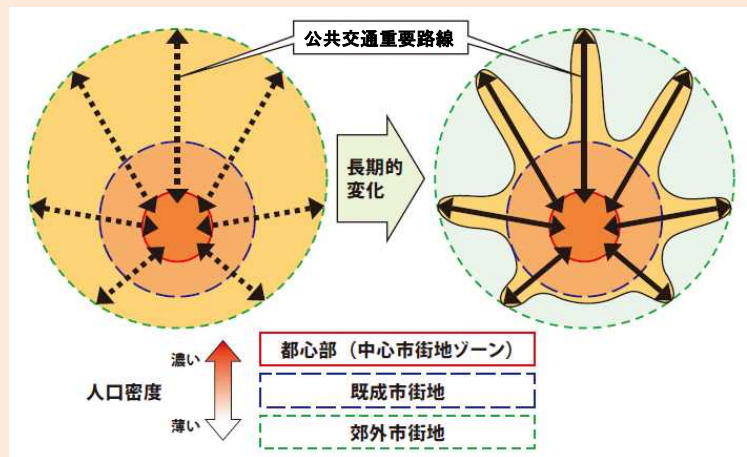 公共交通重要路線
長期的
変化
人口密度
濃い
薄い
都心部（中心市街地ゾーン）
既成市街地
郊外市街地